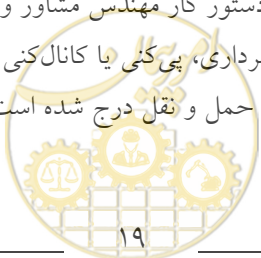 دستور کار مهندس مشاور و
برداری، پی‌کنی یا کانال‌کنی
حمل و نقل درج شده است
۱۹